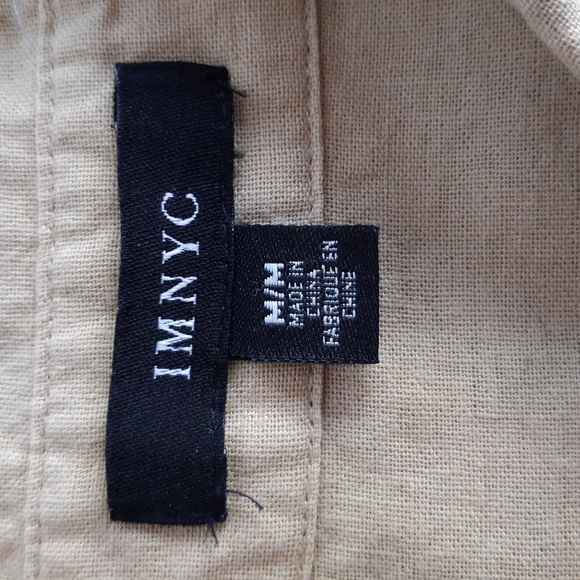 IMNYC
M/M
MADE IN
CHINA
FABRIQUE EN
CHINE